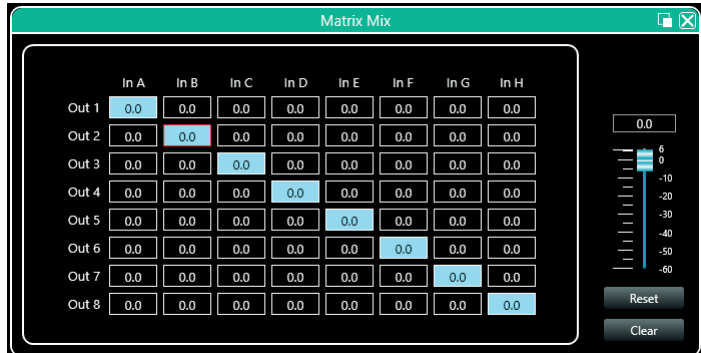 Matrix Mix
In A In B In C In D In E In F In G In H
Out 1 0.0 0.0 0.0 0.0 0.0 0.0 0.0 0.0
Out 2 0.0 0.0 0.0 0.0 0.0 0.0 0.0 0.0
Out 3 0.0 0.0 0.0 0.0 0.0 0.0 0.0 0.0
Out 4 0.0 0.0 0.0 0.0 0.0 0.0 0.0 0.0
Out 5 0.0 0.0 0.0 0.0 0.0 0.0 0.0 0.0
Out 6 0.0 0.0 0.0 0.0 0.0 0.0 0.0 0.0
Out 7 0.0 0.0 0.0 0.0 0.0 0.0 0.0 0.0
Out 8 0.0 0.0 0.0 0.0 0.0 0.0 0.0 0.0
0.0
6
0
-10
-20
-30
-40
-50
-60
Reset
Clear